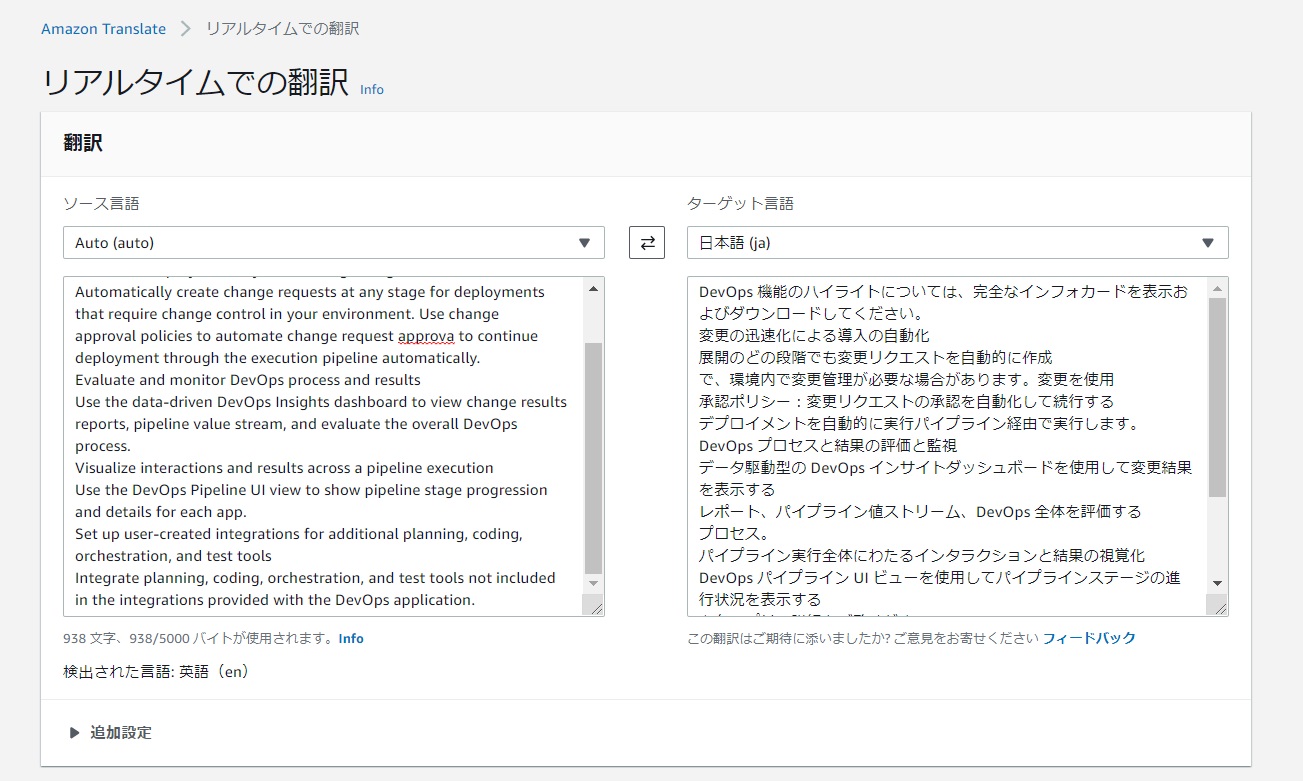 Amazon Translate > リアルタイムでの翻訳
リアルタイムでの翻訳 Info
翻訳
ソース言語
Auto (auto)
Automatically create change requests at any stage for deployments
that require change control in your environment. Use change
approval policies to automate change request approva to continue
deployment through the execution pipeline automatically.
Evaluate and monitor DevOps process and results
Use the data-driven DevOps Insights dashboard to view change results
reports, pipeline value stream, and evaluate the overall DevOps
process.
Visualize interactions and results across a pipeline execution
Use the DevOps Pipeline UI view to show pipeline stage progression
and details for each app.
Set up user-created integrations for additional planning, coding,
orchestration, and test tools
Integrate planning, coding, orchestration, and test tools not included
in the integrations provided with the DevOps application.
938 文字、938/5000 バイトが使用されます。Info
検出された言語: 英語（en）
ターゲット言語
日本語 (ja)
DevOps 機能のハイライトについては、完全なインフォカードを表示お
よびダウンロードしてください。
変更の迅速化による導入の自動化
展開のどの段階でも変更リクエストを自動的に作成
で、環境内で変更管理が必要な場合があります。変更を使用
承認ポリシー：変更リクエストの承認を自動化して続行する
デプロイメントを自動的に実行パイプライン経由で実行します。
DevOps プロセスと結果の評価と監視
データ駆動型の DevOps インサイトダッシュボードを使用して変更結果
を表示する
レポート、パイプライン値ストリーム、DevOps 全体を評価する
プロセス。
パイプライン実行全体にわたるインタラクションと結果の視覚化
DevOps パイプライン UI ビューを使用してパイプラインステージの進
行状況を表示する
この翻訳はご期待に添いましたか? ご意見をお寄せください フィードバック
追加設定